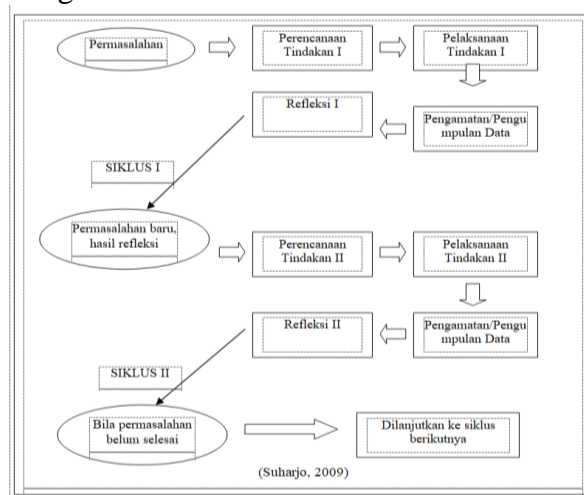 Permasalahan
Perencanaan
Tindakan I
Pelaksanaan
Tindakan I
Refleksi I
Pengamatan/Pengu
mpulan Data
SIKLUS I
Permasalahan baru,
hasil refleksi
Perencanaan
Tindakan II
Pelaksanaan
Tindakan II
Refleksi II
Pengamatan/Pengu
mpulan Data
SIKLUS II
Bila permasalahan
belum selesai
Dilanjutkan ke siklus
berikutnya
(Suharjo, 2009)